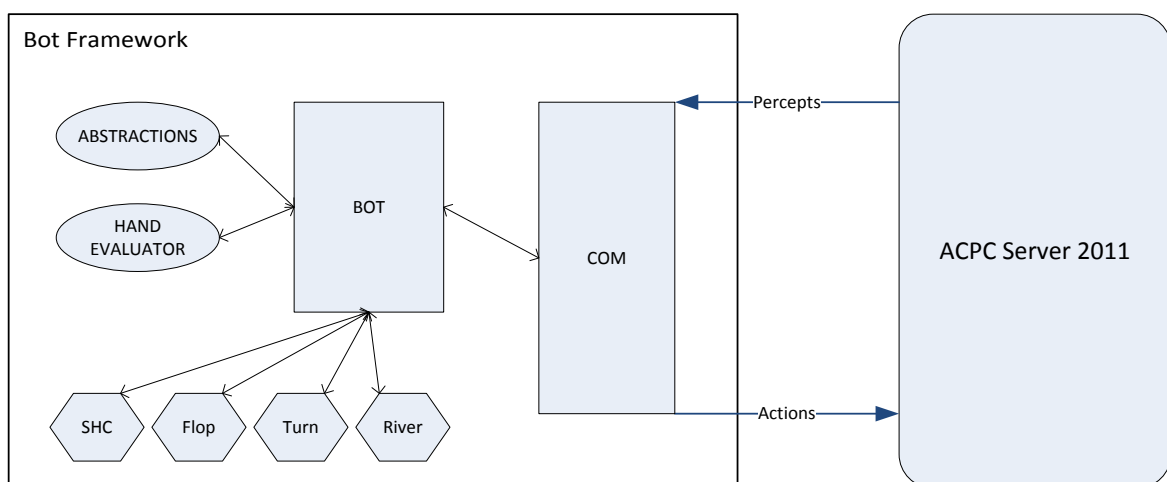 Bot Framework
ABSTRACTIONS
HAND
EVALUATOR
BOT
COM
Percepts
Actions
ACPC Server 2011
SHC
Flop
Turn
River